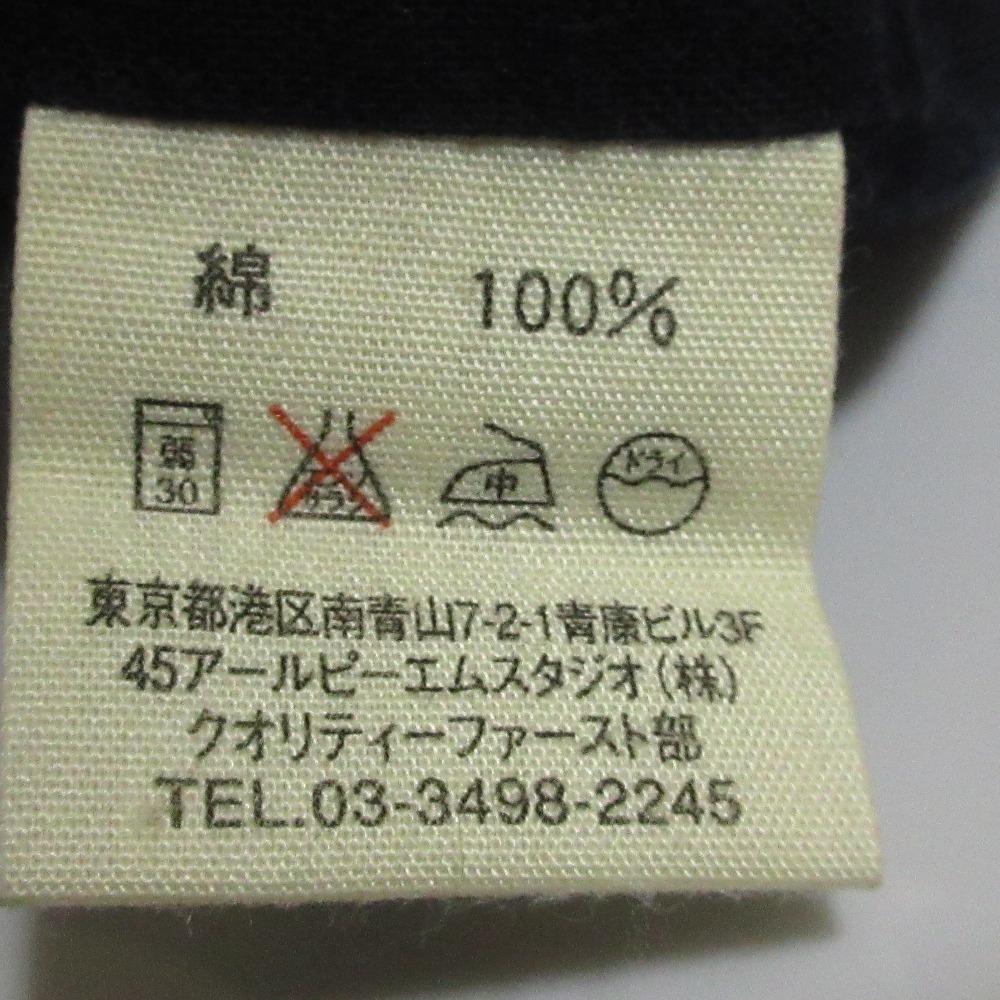 綿 100%
弱 中 ドライ
30
東京都港区南青山7-2-1青康ビル3F
45アールピーエムスタジオ(株)
クオリティーファースト部
TEL.03-3498-2245